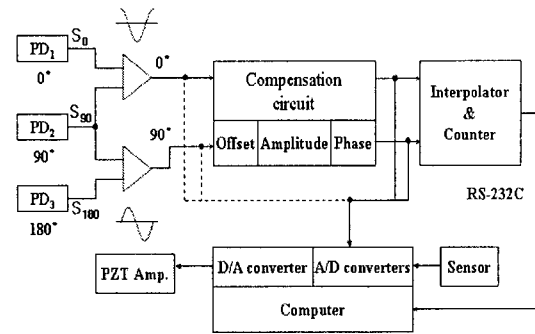 PD1
S0
0°
PD2
S90
90°
PD3
S180
180°
0°
90°
Compensation
circuit
Offset
Amplitude
Phase
Interpolator
&
Counter
RS-232C
PZT Amp.
D/A converter
A/D converters
Sensor
Computer